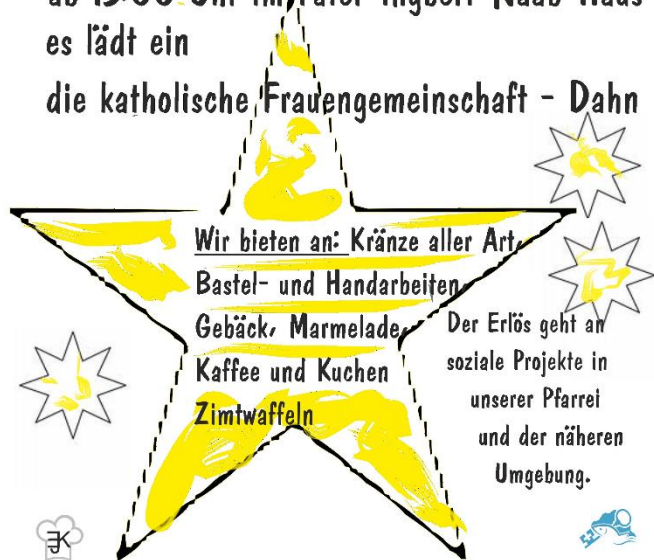 es lädt ein
die katholische Frauengemeinschaft - Dahn
Wir bieten an: Kränze aller Art,
Bastel- und Handarbeiten,
Gebäck, Marmelade,
Kaffee und Kuchen
Zimtwaffeln
Der Erlös geht an
soziale Projekte in
unserer Pfarrei
und der näheren
Umgebung.